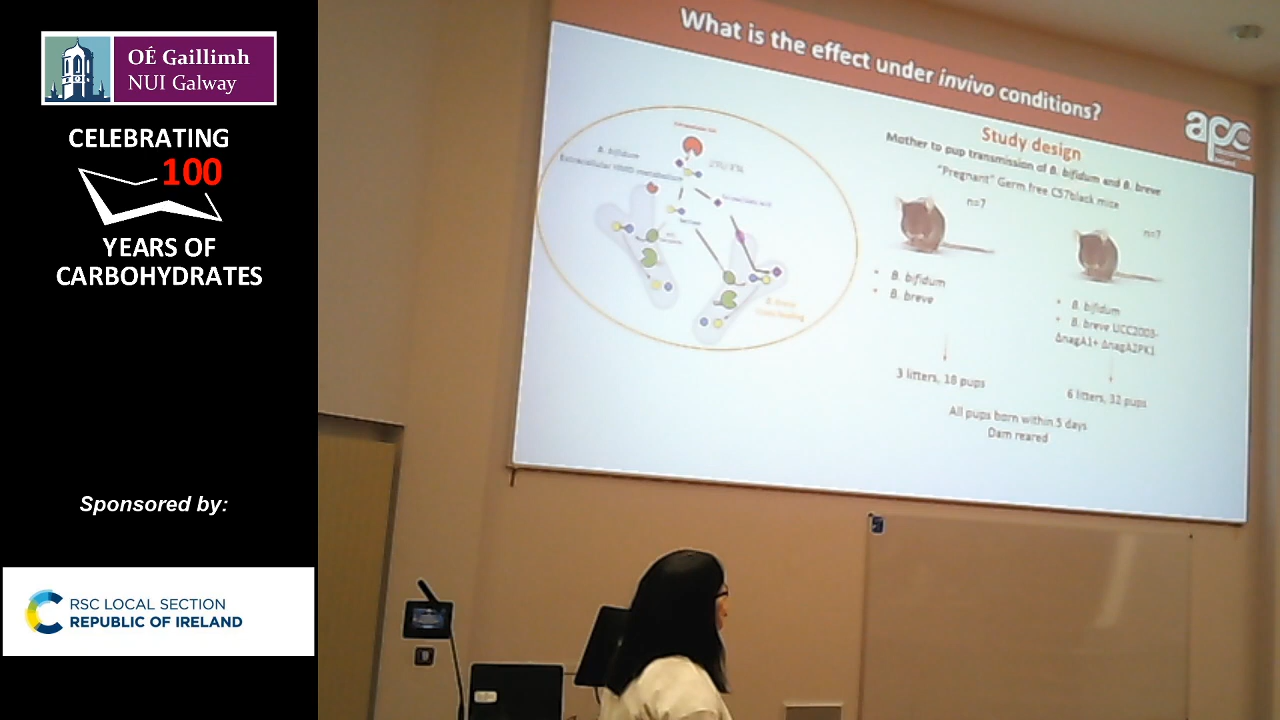 OÉ Gaillimh
NUI Galway
CELEBRATING
100
YEARS OF
CARBOHYDRATES
Sponsored by:
RSC LOCAL SECTION
REPUBLIC OF IRELAND
What is the effect under invivo conditions?
apc
Study design
Mother to pup transmission of B. bifidum and B. breve
"Pregnant" Germ free C57black mice
n=7
n=7
B. bifidum
• B. bifidum
• B. breve
• B. bifidum
• B. breve UCC2003-
ΔnagA1+ ΔnagA2PK1
3 litters, 18 pups
6 litters, 32 pups
All pups born within 5 days
Dam reared
B. breve